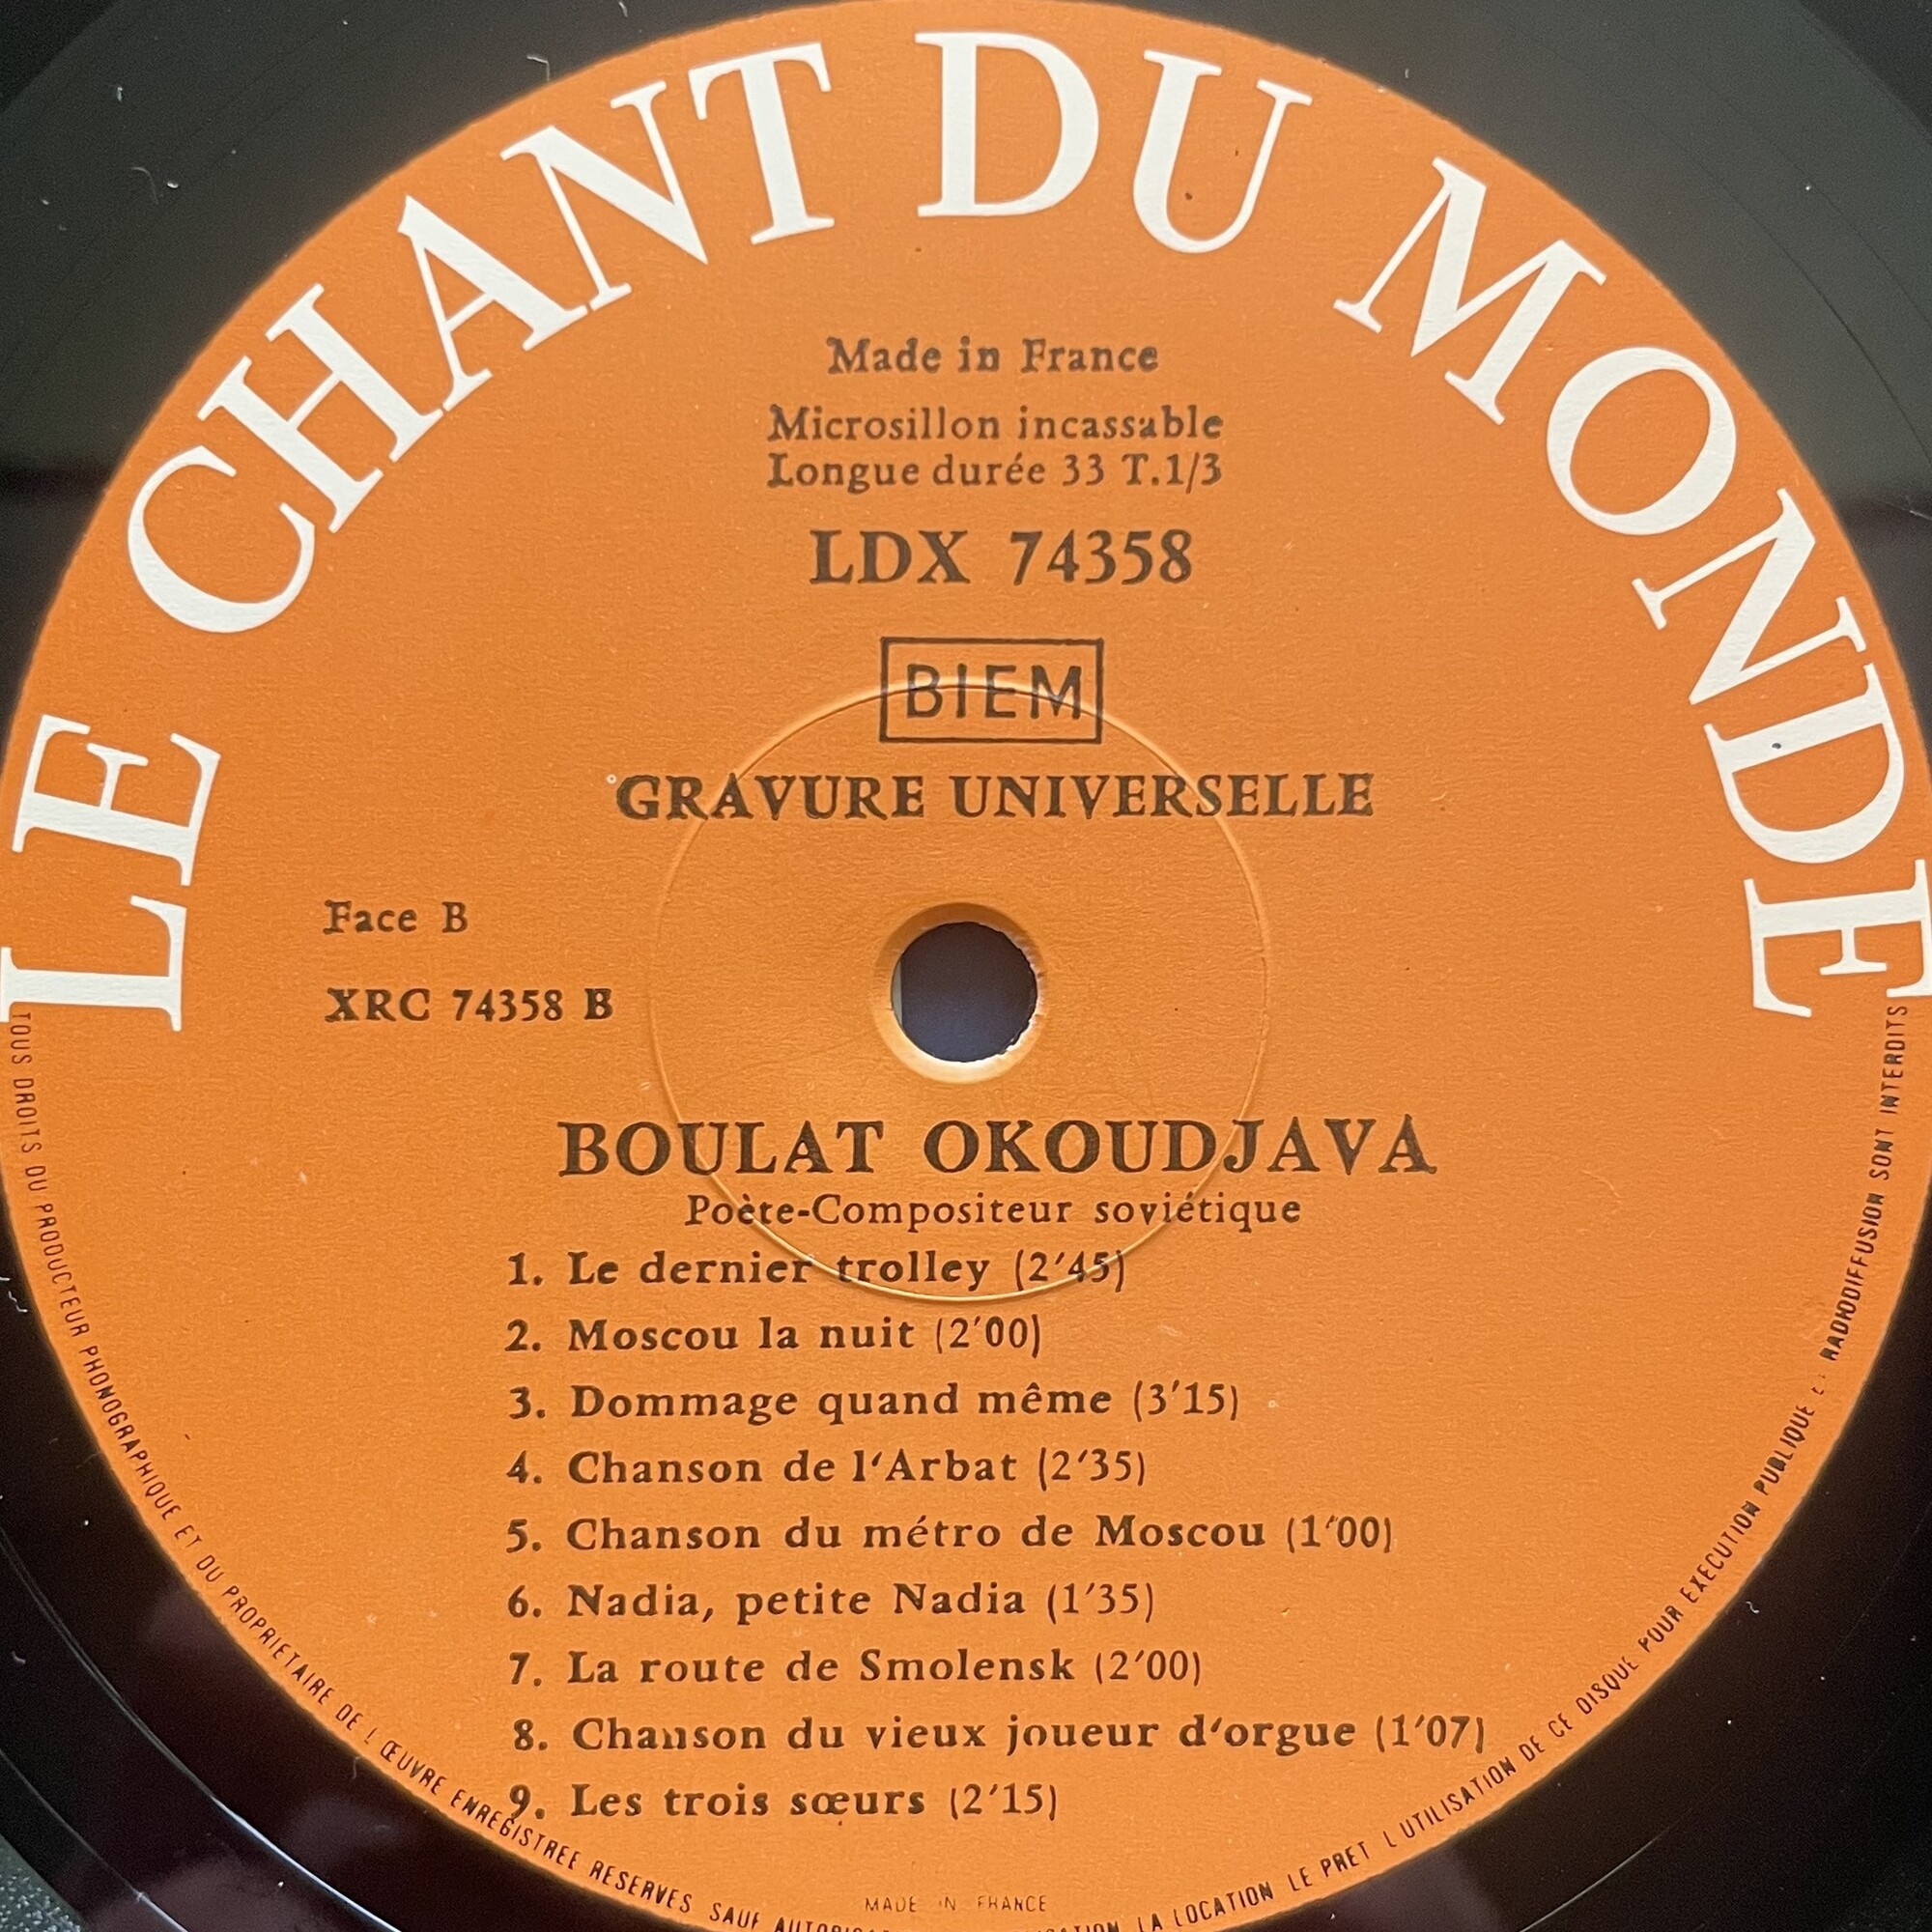 LE CHANT DU MONDE
Made in France
Microsillon incassable
Longue durée 33 T.1/3
LDX 74358
BIEM
GRAVURE UNIVERSELLE
Face B
XRC 74358 B
BOULAT OKOUDJAVA
Poète-Compositeur soviétique
1. Le dernier trolley (2'45)
2. Moscou la nuit (2'00)
3. Dommage quand même (3'15)
4. Chanson de l'Arbat (2'35)
5. Chanson du métro de Moscou (1'00)
6. Nadia, petite Nadia (1'35)
7. La route de Smolensk (2'00)
8. Chanson du vieux joueur d'orgue (1'07)
9. Les trois sœurs (2'15)
TOUS DROITS DU PRODUCTEUR PHONOGRAPHIQUE ET DU PROPRIETAIRE DE L ŒUVRE ENREGISTREE RESERVES SAUF LA LOCATION LE PRET L UTILISATION DE CE DISQUE POUR EXECUTION PUBLIQUE RADIODIFFUSION SONT INTERDITS
MADE IN FRANCE